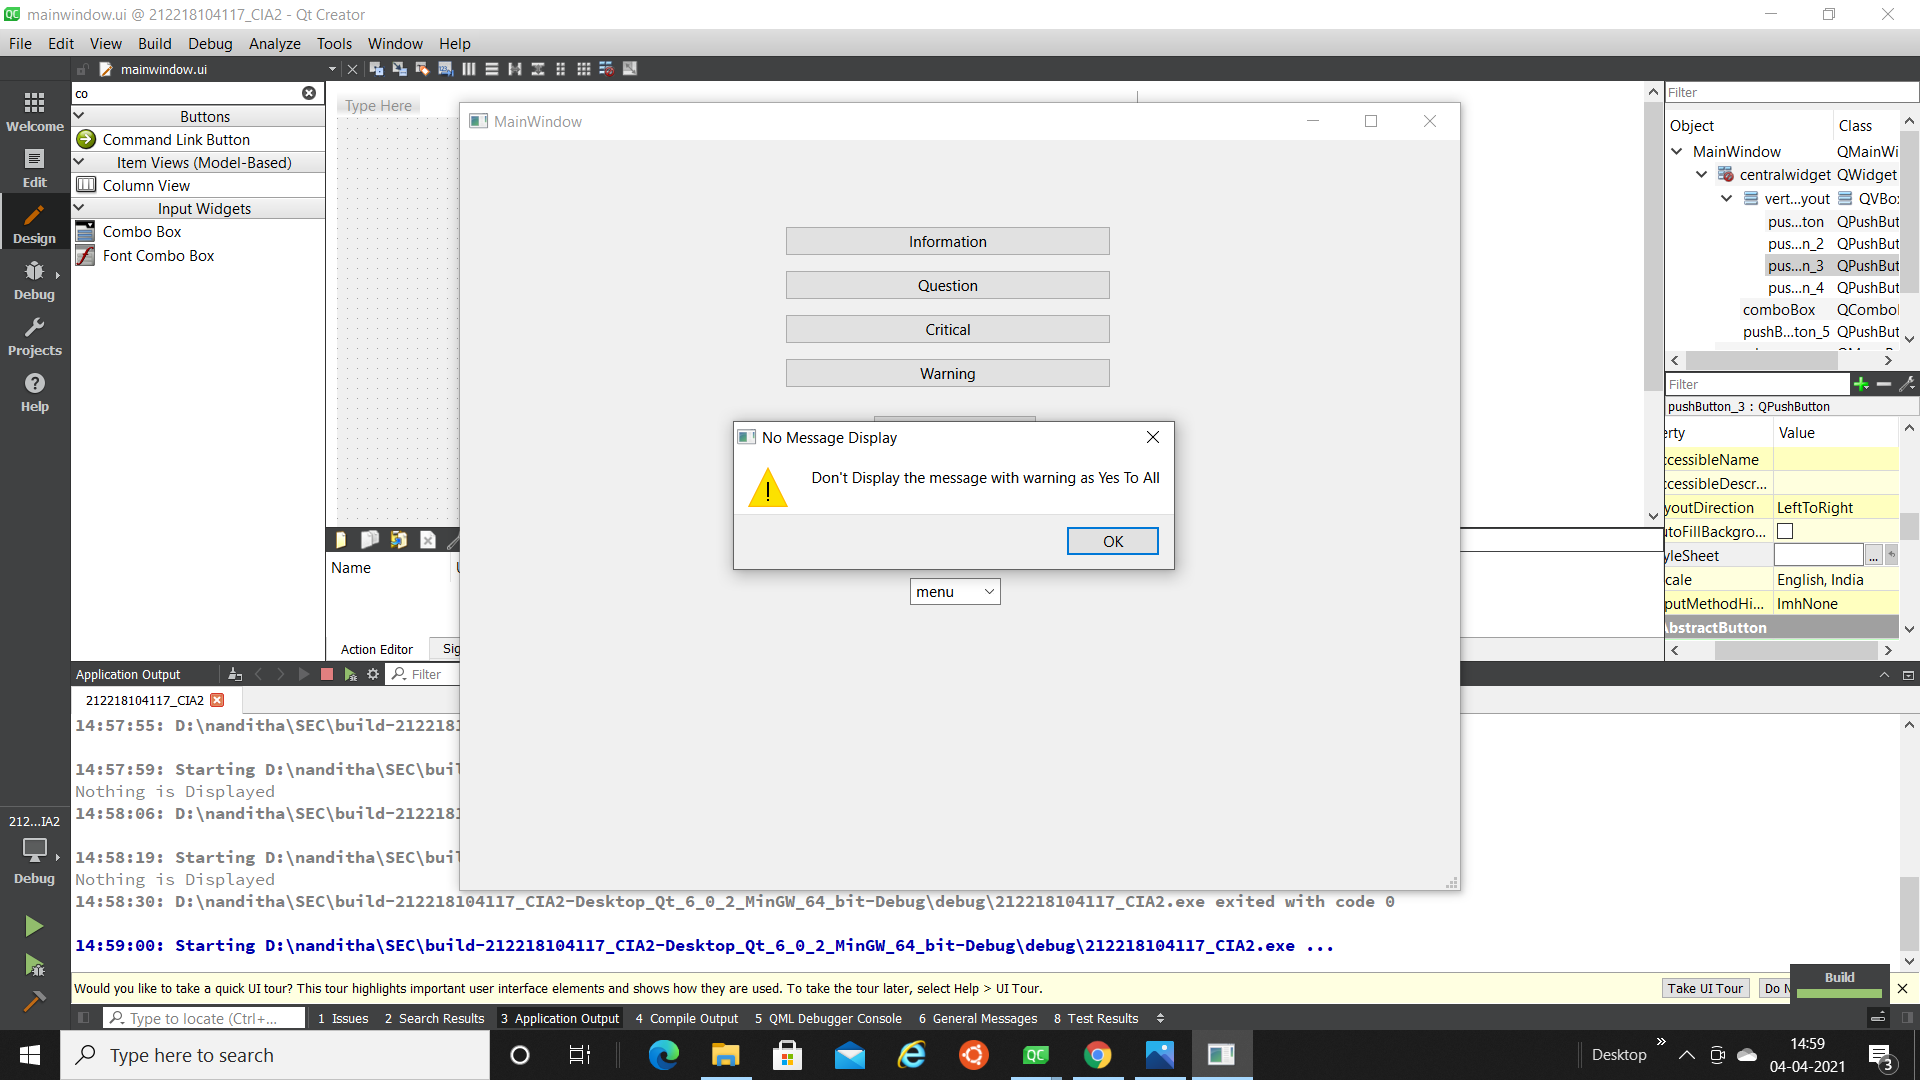 mainwindow.ui @ 212218104117_CIA2 - Qt Creator
File Edit View Build Debug Analyze Tools Window Help
mainwindow.ui
co
Buttons
Command Link Button
Item Views (Model-Based)
Column View
Input Widgets
Combo Box
Font Combo Box
Welcome
Edit
Design
Debug
Projects
Help
212...IA2
Debug
Type Here
MainWindow
Information
Question
Critical
Warning
No Message Display
Don't Display the message with warning as Yes To All
OK
menu
Name
Action Editor Sig
Filter
Object Class
MainWindow QMainWi
centralwidget QWidget
vert...yout QVBox
pus...ton QPushBut
pus...n_2 QPushBut
pus...n_3 QPushBut
pus...n_4 QPushBut
comboBox QCombol
pushB...ton_5 QPushBut
Filter
pushButton_3 : QPushButton
erty Value
ccessibleName
ccessibleDescr...
youtDirection LeftToRight
utoFillBackgro...
yleSheet ...
cale English, India
putMethodHi... ImhNone
AbstractButton
Application Output Filter
212218104117_CIA2
14:57:55: D:\nanditha\SEC\build-2122181
14:57:59: Starting D:\nanditha\SEC\buil
Nothing is Displayed
14:58:06: D:\nanditha\SEC\build-2122181
14:58:19: Starting D:\nanditha\SEC\buil
Nothing is Displayed
14:58:30: D:\nanditha\SEC\build-212218104117_CIA2-Desktop_Qt_6_0_2_MinGW_64_bit-Debug\debug\212218104117_CIA2.exe exited with code 0
14:59:00: Starting D:\nanditha\SEC\build-212218104117_CIA2-Desktop_Qt_6_0_2_MinGW_64_bit-Debug\debug\212218104117_CIA2.exe ...
Would you like to take a quick UI tour? This tour highlights important user interface elements and shows how they are used. To take the tour later, select Help > UI Tour.
Take UI Tour Do N
Build
Type to locate (Ctrl+... 1 Issues 2 Search Results 3 Application Output 4 Compile Output 5 QML Debugger Console 6 General Messages 8 Test Results
Type here to search
QC
Desktop
14:59
04-04-2021
3